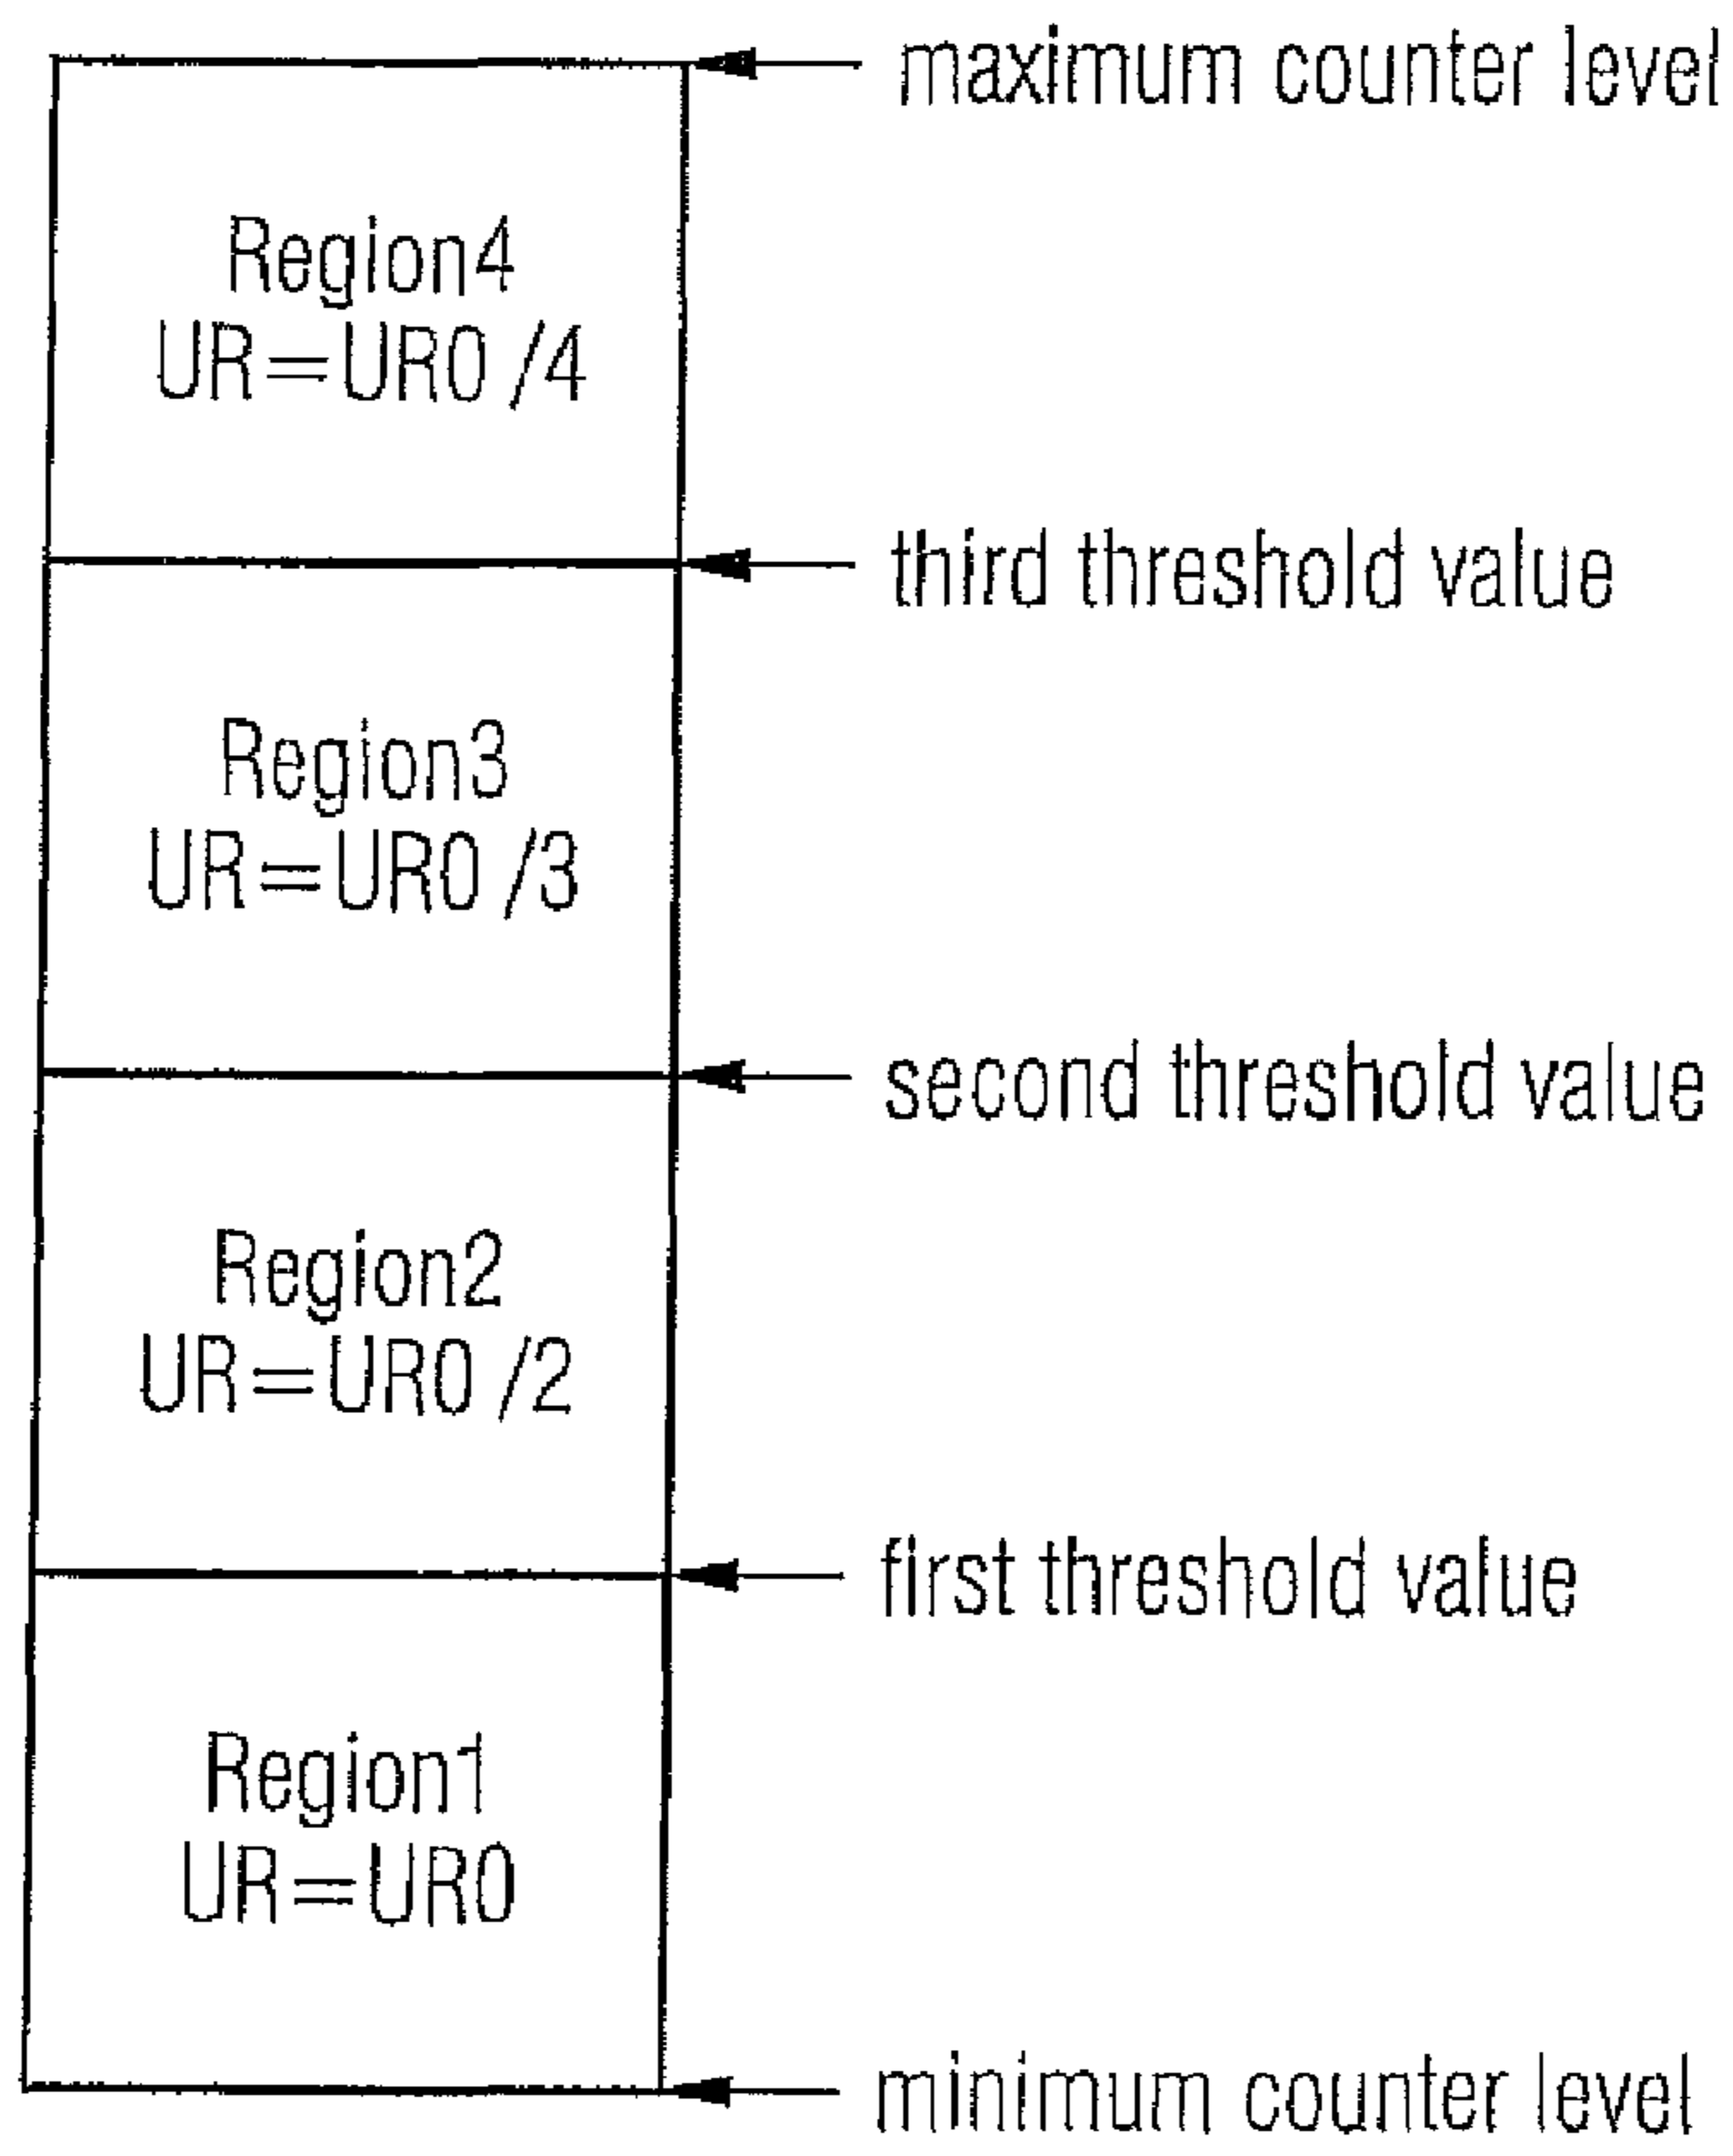 maximum counter level
Region4
UR=UR0/4
third threshold value
Region3
UR=UR0/3
second threshold value
Region2
UR=UR0/2
first threshold value
Region1
UR=UR0
minimum counter level